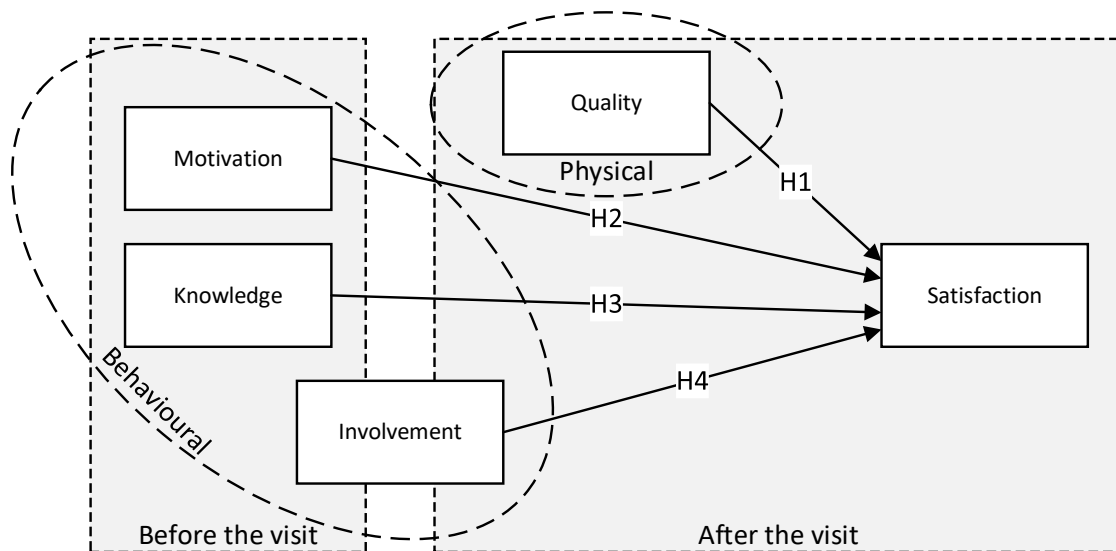 Quality
Motivation
Physical
H1
H2
Knowledge
H3
Satisfaction
Behavioural
H4
Involvement
Before the visit
After the visit